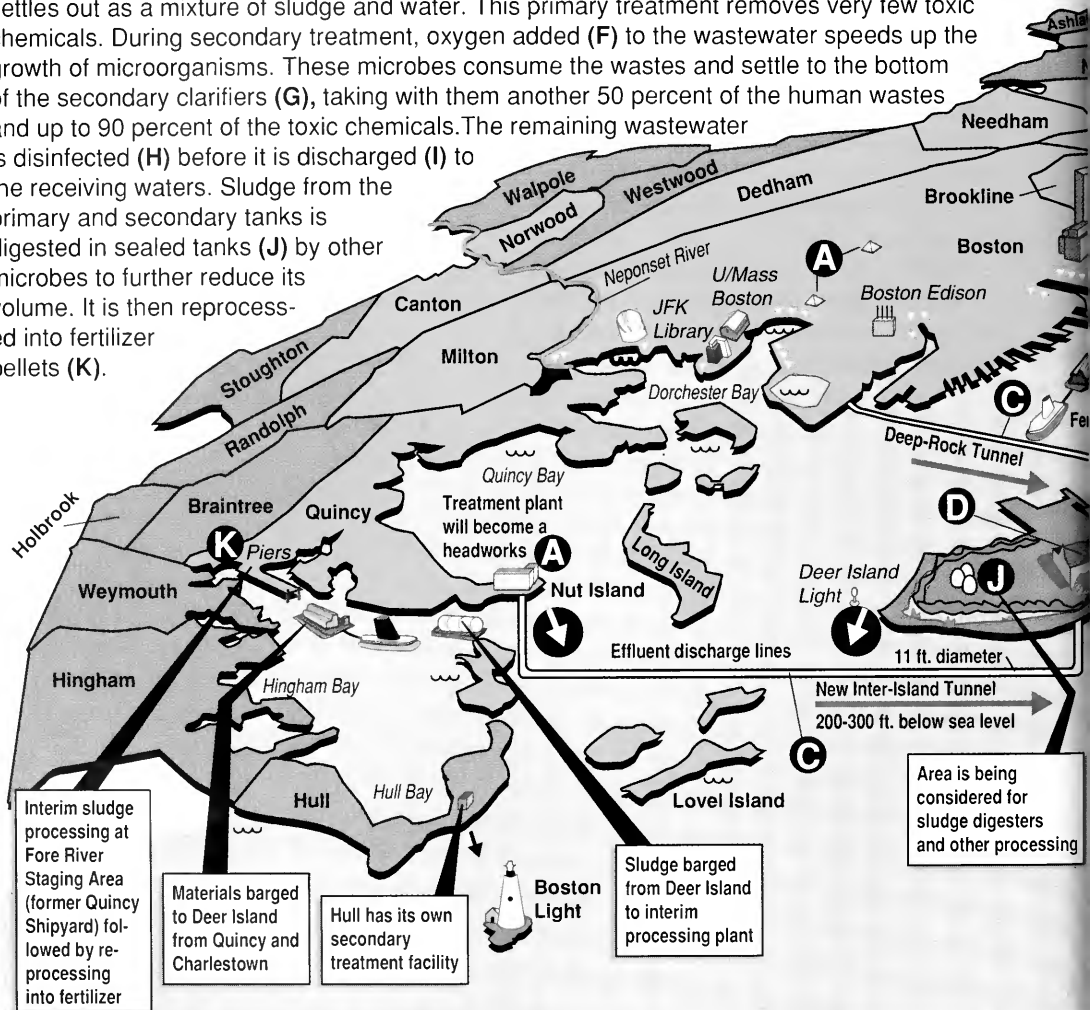 settles out as a mixture of sludge and water. This primary treatment removes very few toxic
chemicals. During secondary treatment, oxygen added (F) to the wastewater speeds up the
growth of microorganisms. These microbes consume the wastes and settle to the bottom
of the secondary clarifiers (G), taking with them another 50 percent of the human wastes
and up to 90 percent of the toxic chemicals.The remaining wastewater
is disinfected (H) before it is discharged (I) to
the receiving waters. Sludge from the
primary and secondary tanks is
digested in sealed tanks (J) by other
microbes to further reduce its
volume. It is then reprocess-
ed into fertilizer
pellets (K).
Needham
Brookline
Boston
Walpole
Westwood
Dedham
Norwood
Neponset River
Canton
Stoughton
Milton
Randolph
JFK
Library
U/Mass
Boston
A
Boston Edison
Dorchester Bay
C
Deep-Rock Tunnel
Quincy Bay
Holbrook
Braintree
Quincy
Treatment plant
will become a
headworks
A
Nut Island
K
Piers
Weymouth
Long Island
D
J
Deer Island
Light
Effluent discharge lines
11 ft. diameter
New Inter-Island Tunnel
200-300 ft. below sea level
C
Hingham
Hingham Bay
Hull
Hull Bay
Lovel Island
Boston
Light
Interim sludge
processing at
Fore River
Staging Area
(former Quincy
Shipyard) fol-
lowed by re-
processing
into fertilizer
Materials barged
to Deer Island
from Quincy and
Charlestown
Hull has its own
secondary
treatment facility
Sludge barged
from Deer Island
to interim
processing plant
Area is being
considered for
sludge digesters
and other processing